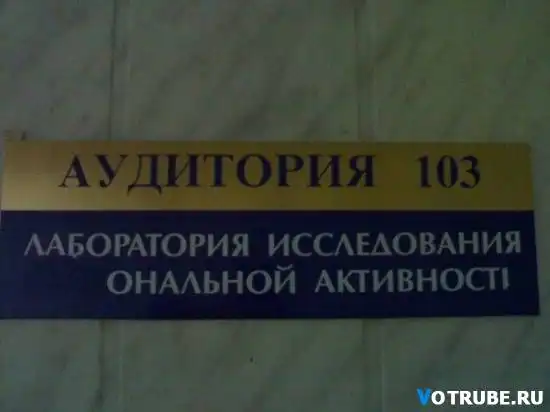 АУДИТОРИЯ 103
ЛАБОРАТОРИЯ ИССЛЕДОВАНИЯ
ОНАЛЬНОЙ АКТИВНОСТІ
VOTRUBE.RU